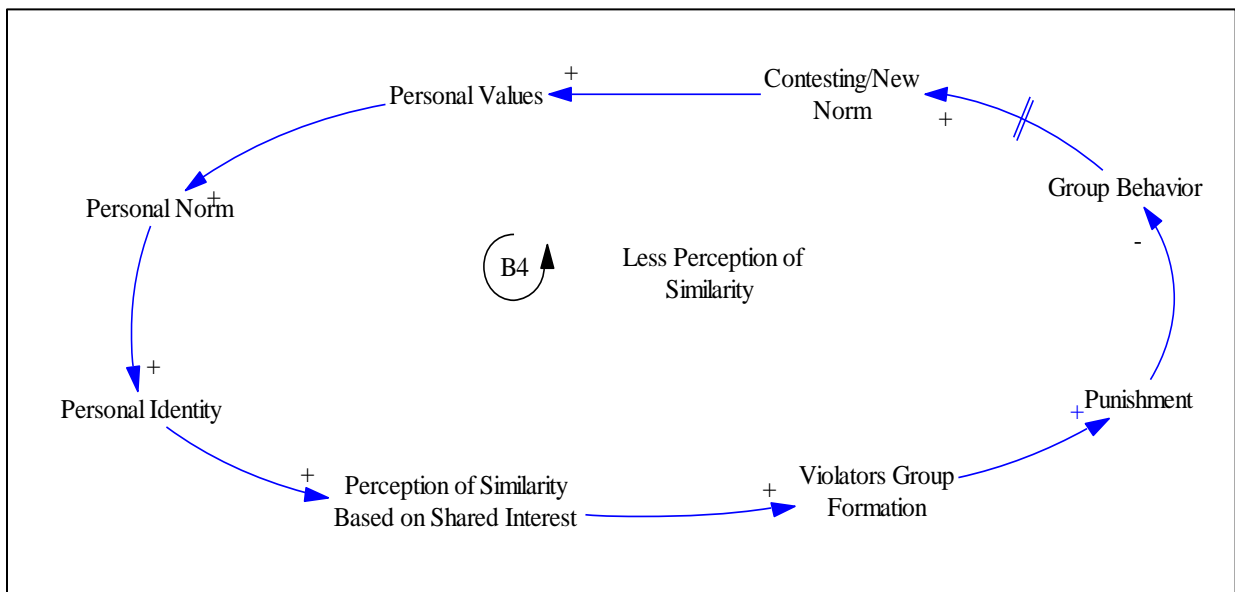 +
Contesting/New
Norm
Personal Values
+
Group Behavior
+
Personal Norm
B4
Less Perception of
Similarity
-
+
Personal Identity
+
Punishment
+
Perception of Similarity
Based on Shared Interest
+
Violators Group
Formation